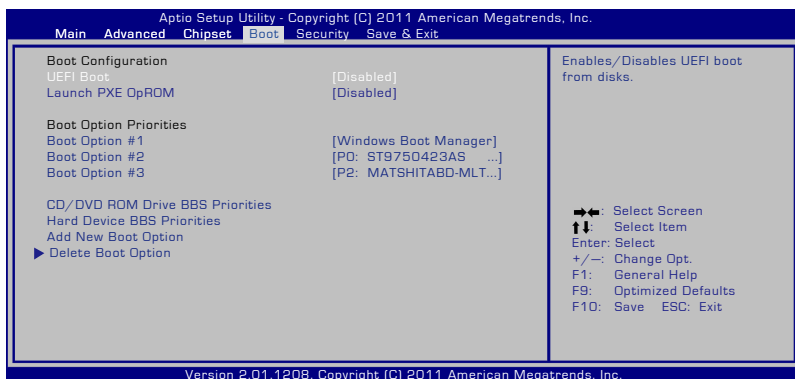 Aptio Setup Utility - Copyright (C) 2011 American Megatrends, Inc.
Main Advanced Chipset Boot Security Save & Exit
Boot Configuration
UEFI Boot [Disabled]
Launch PXE OpROM [Disabled]
Boot Option Priorities
Boot Option #1 [Windows Boot Manager]
Boot Option #2 [P0: ST9750423AS ...]
Boot Option #3 [P2: MATSHITABD-MLT...]
CD/DVD ROM Drive BBS Priorities
Hard Device BBS Priorities
Add New Boot Option
Delete Boot Option
Enables/Disables UEFI boot
from disks.
→←: Select Screen
↑↓: Select Item
Enter: Select
+/—: Change Opt.
F1: General Help
F9: Optimized Defaults
F10: Save ESC: Exit
Version 2.01.1208. Copyright (C) 2011 American Megatrends, Inc.